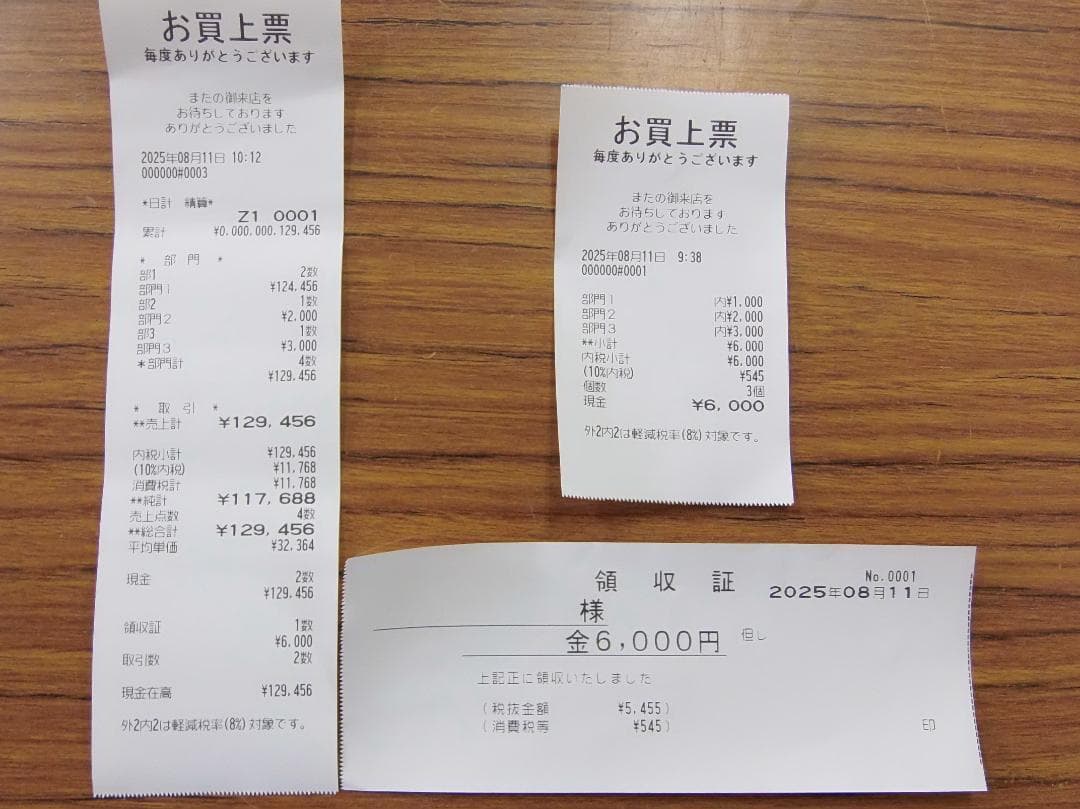 お買上票
毎度ありがとうございます
またの御来店を
お待ちしております
ありがとうございました
2025年08月11日 10:12
000000#0003
*日計 精算*
Z1 0001
累計 ¥0,000,000,129,456
* 部 門 *
部1 2数
部門1 ¥124,456
部2 1数
部門2 ¥2,000
部3 1数
部門3 ¥3,000
*部門計 4数
¥129,456
* 取 引 *
**売上計 ¥129,456
内税小計 ¥129,456
(10%内税) ¥11,768
消費税計 ¥11,768
**純計 ¥117,688
売上点数 4数
**総合計 ¥129,456
平均単価 ¥32,364
現金 2数
¥129,456
領収証 1数
¥6,000
取引数 2数
現金在高 ¥129,456
外2内2は軽減税率(8%)対象です。
お買上票
毎度ありがとうございます
またの御来店を
お待ちしております
ありがとうございました
2025年08月11日 9:38
000000#0001
部門1 内¥1,000
部門2 内¥2,000
部門3 内¥3,000
**小計 ¥6,000
内税小計 ¥6,000
(10%内税) ¥545
個数 3個
現金 ¥6,000
外2内2は軽減税率(8%)対象です。
領 収 証 No.0001
2025年08月11日
様
金6,000円 但し
上記正に領収いたしました
(税抜金額 ¥5,455)
(消費税等 ¥545) 印